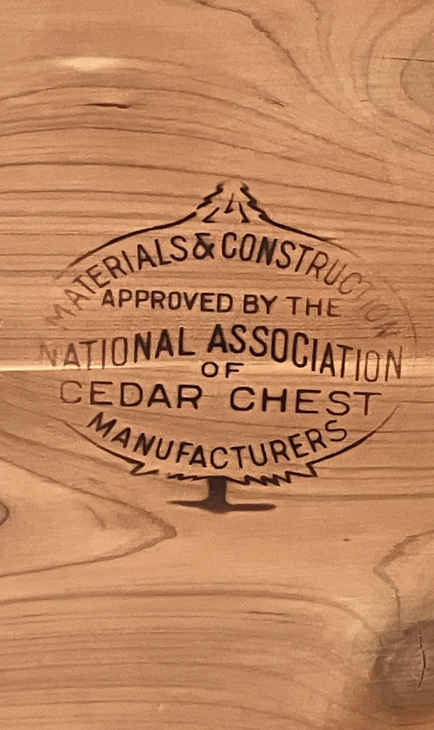 MATERIALS & CONSTRUCTION
APPROVED BY THE
NATIONAL ASSOCIATION
OF
CEDAR CHEST
MANUFACTURERS